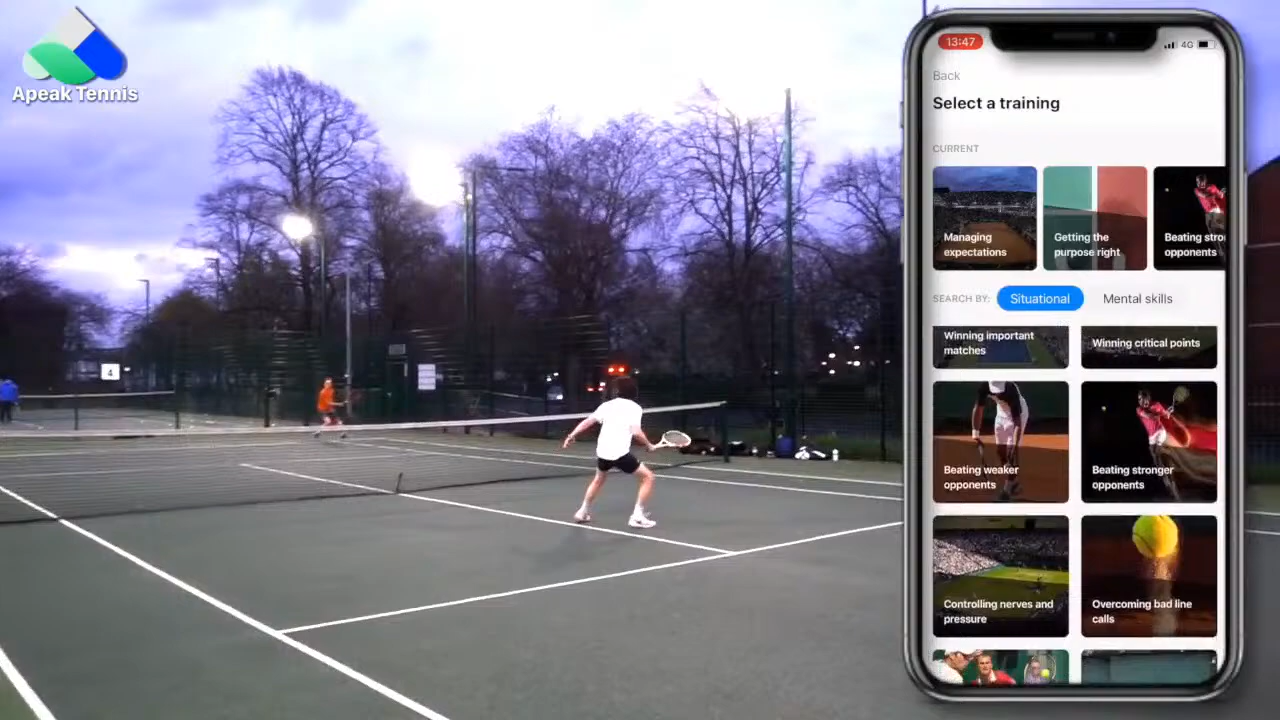 Apeak Tennis
4
13:47
4G
Back
Select a training
CURRENT
Managing
expectations
Getting the
purpose right
Beating stro
opponents
SEARCH BY:
Situational
Mental skills
Winning important
matches
Winning critical points
Beating weaker
opponents
Beating stronger
opponents
Controlling nerves and
pressure
Overcoming bad line
calls